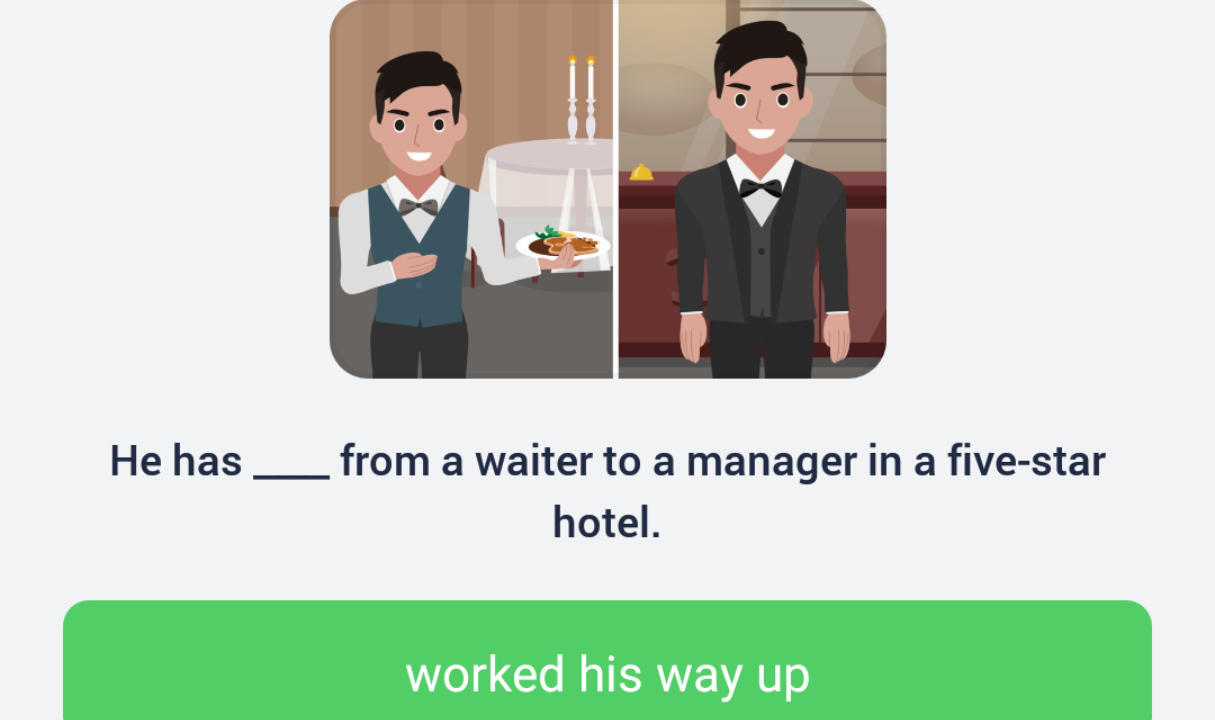 He has ____ from a waiter to a manager in a five-star
hotel.
worked his way up